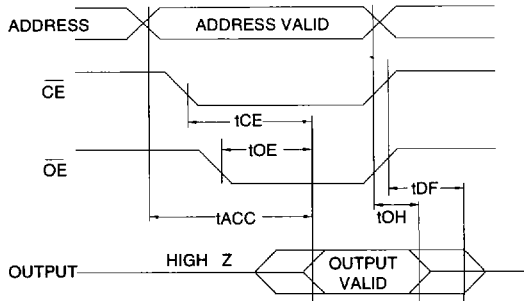 ADDRESS
ADDRESS VALID
CE
tCE
OE
tOE
tDF
tOH
tACC
HIGH Z
OUTPUT
OUTPUT
VALID